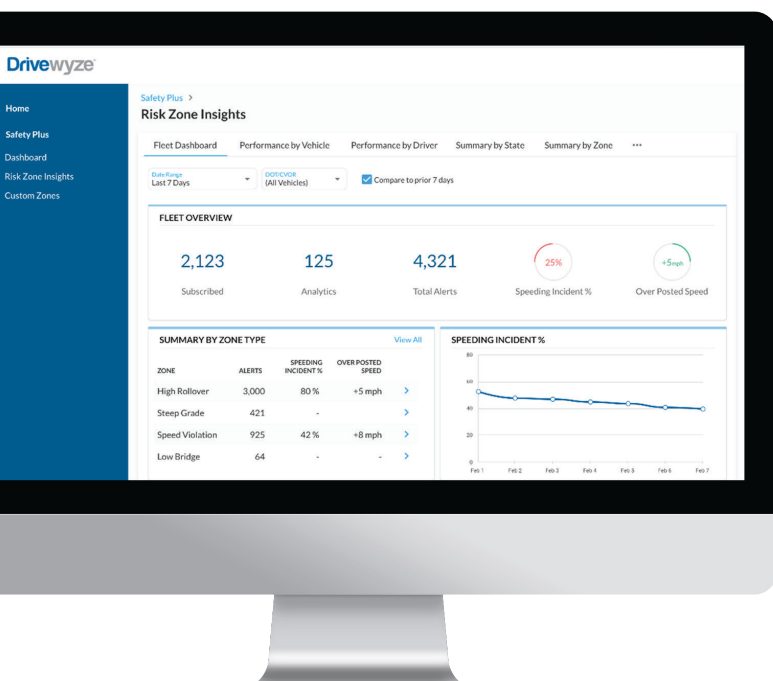 Drivewyze
Home
Safety Plus
Dashboard
Risk Zone Insights
Custom Zones
Safety Plus >
Risk Zone Insights
Fleet Dashboard Performance by Vehicle Performance by Driver Summary by State Summary by Zone •••
Date Range
Last 7 Days
DOT/CVOR
(All Vehicles)
Compare to prior 7 days
FLEET OVERVIEW
2,123 125 4,321 25% +5mph
Subscribed Analytics Total Alerts Speeding Incident % Over Posted Speed
SUMMARY BY ZONE TYPE View All
ZONE ALERTS SPEEDING INCIDENT % OVER POSTED SPEED
High Rollover 3,000 80 % +5 mph >
Steep Grade 421 - >
Speed Violation 925 42 % +8 mph >
Low Bridge 64 - - >
SPEEDING INCIDENT %
80
60
40
20
0
Feb 1 Feb 2 Feb 3 Feb 4 Feb 5 Feb 6 Feb 7